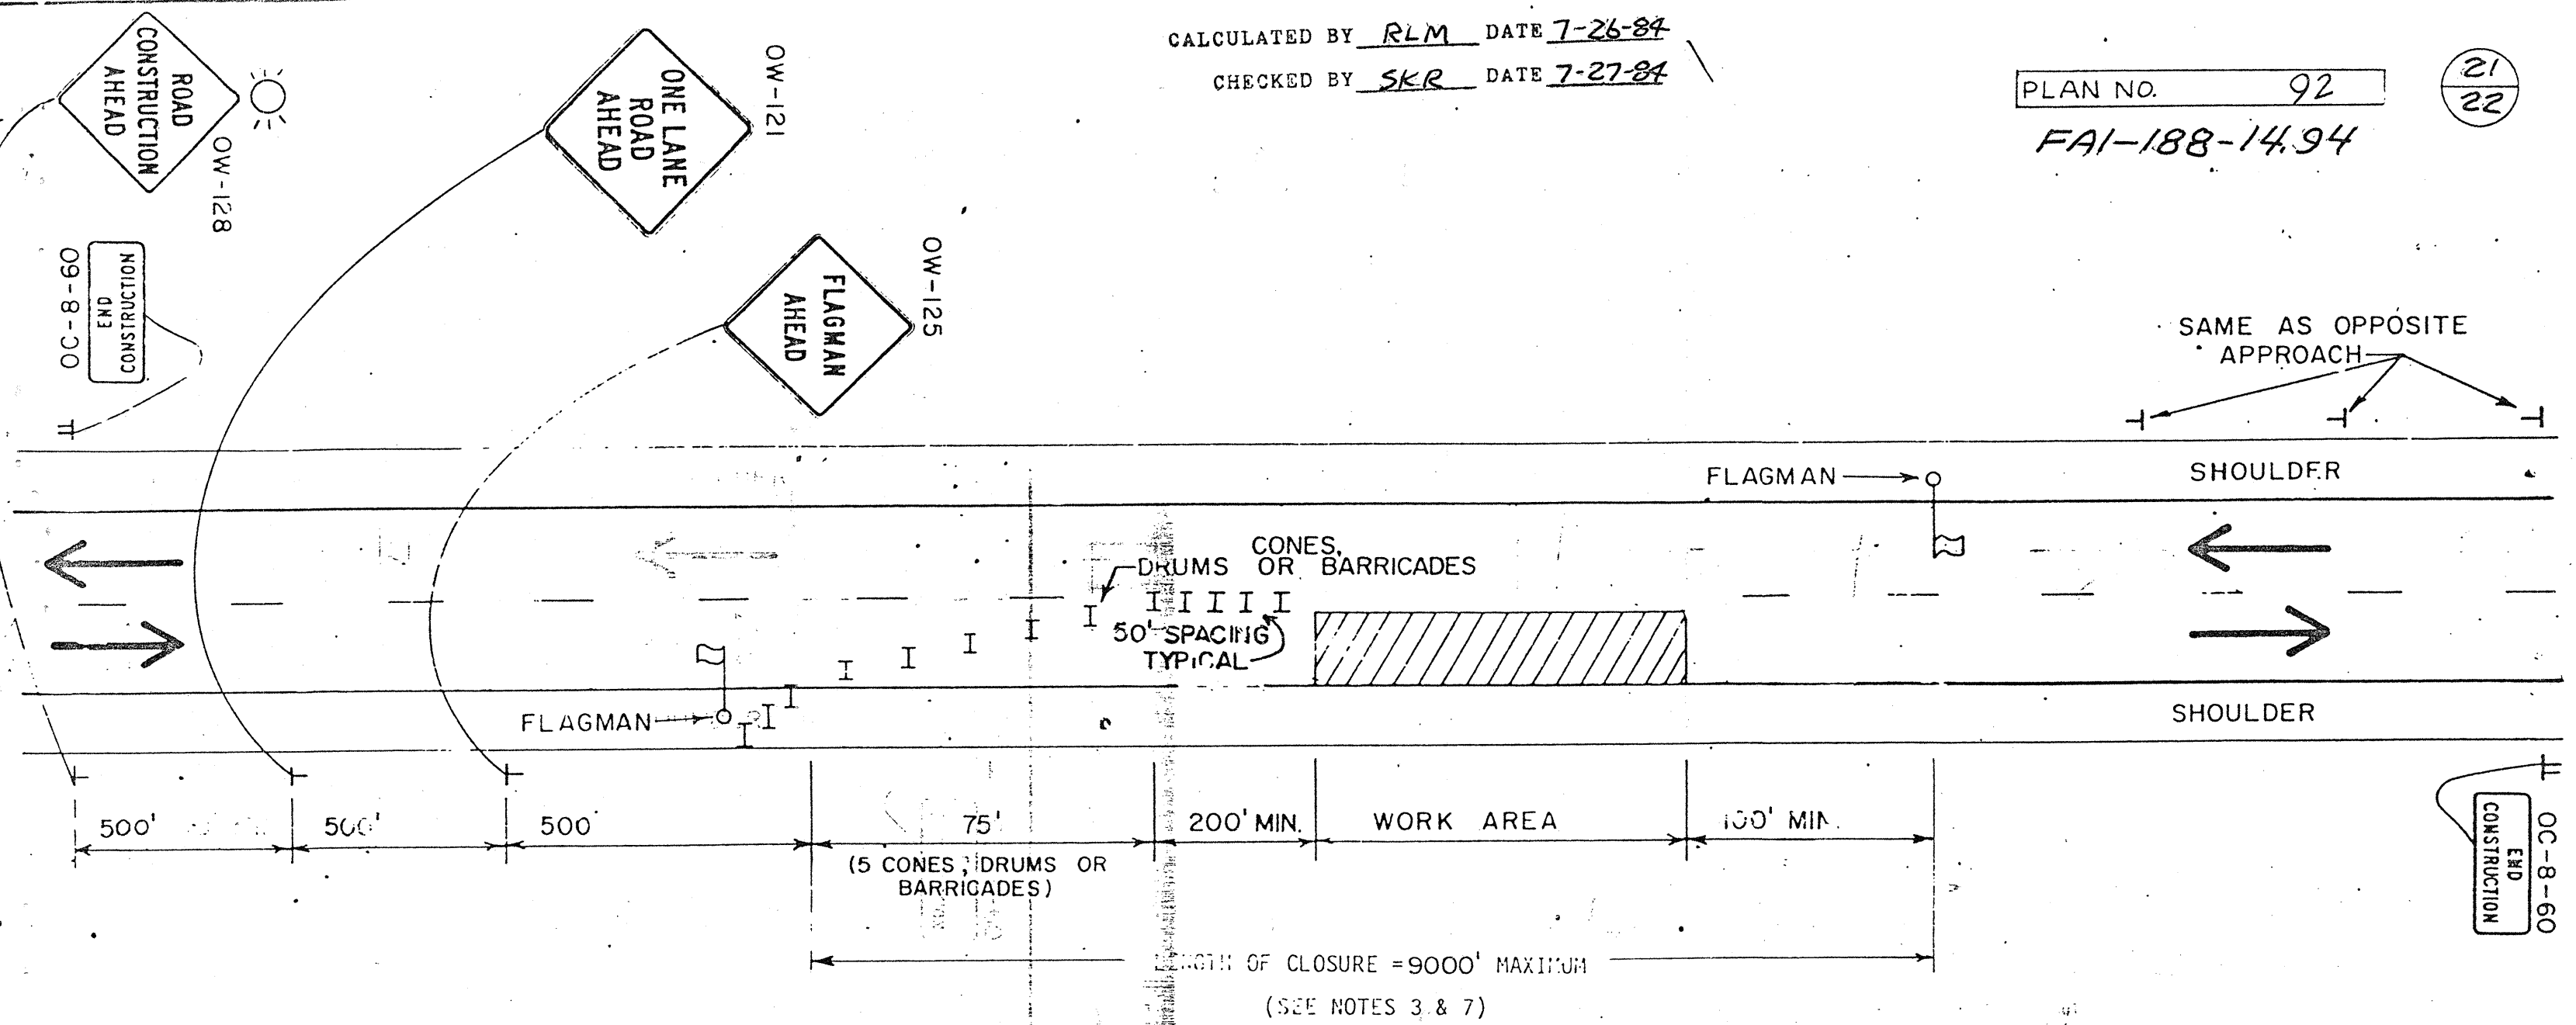 CALCULATED BY RLM DATE 7-26-84
CHECKED BY SKR DATE 7-27-84
PLAN NO. 92
21
22
FAI-188-14.94
ROAD
CONSTRUCTION
AHEAD
OW-128
ONE LANE
ROAD
AHEAD
OW-121
FLAGMAN
AHEAD
OW-125
END
CONSTRUCTION
OC-8-60
SAME AS OPPOSITE
APPROACH
FLAGMAN
SHOULDER
CONES,
DRUMS OR BARRICADES
50' SPACING
TYPICAL
FLAGMAN
SHOULDER
500'
500'
500'
75'
(5 CONES, DRUMS OR
BARRICADES)
200' MIN.
WORK AREA
100' MIN.
END
CONSTRUCTION
OC-8-60
LENGTH OF CLOSURE = 9000' MAXIMUM
(SEE NOTES 3 & 7)